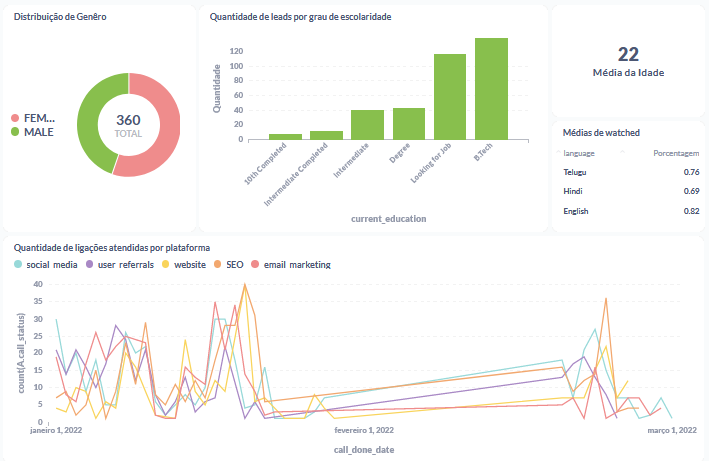 Distribuição de Genêro
FEM...
MALE
360
TOTAL
Quantidade de leads por grau de escolaridade
Quantidade
120
100
80
60
40
20
0
10th Completed
Intermediate Completed
Intermediate
Degree
Looking for Job
B.Tech
current_education
22
Média da Idade
Médias de watched
language Porcentagem
Telugu 0.76
Hindi 0.69
English 0.82
Quantidade de ligações atendidas por plataforma
social media user referrals website SEO email marketing
count(A.call_status)
40
35
30
25
20
15
10
5
0
janeiro 1, 2022 fevereiro 1, 2022 março 1, 2022
call_done_date